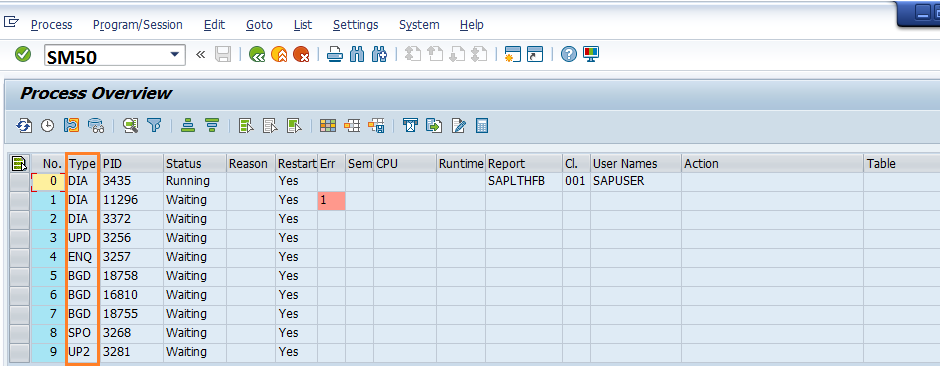 Process Program/Session Edit Goto List Settings System Help
SM50
Process Overview
No. Type PID Status Reason Restart Err Sem CPU Runtime Report Cl. User Names Action Table
0 DIA 3435 Running Yes SAPLTHFB 001 SAPUSER
1 DIA 11296 Waiting Yes 1
2 DIA 3372 Waiting Yes
3 UPD 3256 Waiting Yes
4 ENQ 3257 Waiting Yes
5 BGD 18758 Waiting Yes
6 BGD 16810 Waiting Yes
7 BGD 18755 Waiting Yes
8 SPO 3268 Waiting Yes
9 UP2 3281 Waiting Yes